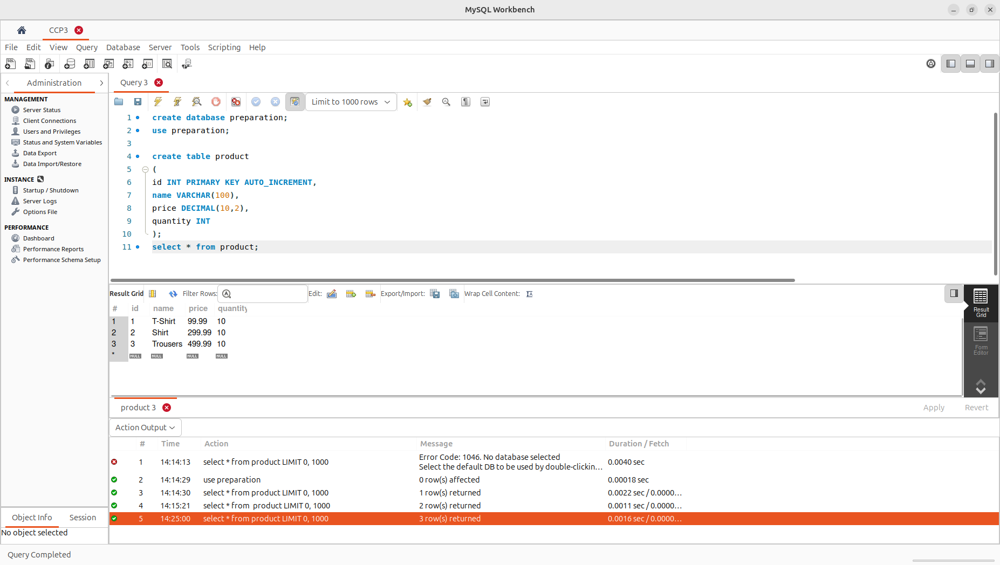 MySQL Workbench
CCP3
File Edit View Query Database Server Tools Scripting Help
Administration
Query 3
MANAGEMENT
Server Status
Client Connections
Users and Privileges
Status and System Variables
Data Export
Data Import/Restore
INSTANCE
Startup / Shutdown
Server Logs
Options File
PERFORMANCE
Dashboard
Performance Reports
Performance Schema Setup
Limit to 1000 rows
1 create database preparation;
2 use preparation;
3
4 create table product
5 (
6 id INT PRIMARY KEY AUTO_INCREMENT,
7 name VARCHAR(100),
8 price DECIMAL(10,2),
9 quantity INT
10 );
11 select * from product;
Result Grid Filter Rows: Edit: Export/Import: Wrap Cell Content:
# id name price quantity
1 1 T-Shirt 99.99 10
2 2 Shirt 299.99 10
3 3 Trousers 499.99 10
* NULL NULL NULL NULL
Result
Grid
Form
Editor
product 3 Apply Revert
Action Output
# Time Action Message Duration / Fetch
1 14:14:13 select * from product LIMIT 0, 1000 Error Code: 1046. No database selected 0.0040 sec
Select the default DB to be used by double-clickin…
2 14:14:29 use preparation 0 row(s) affected 0.00018 sec
3 14:14:30 select * from product LIMIT 0, 1000 1 row(s) returned 0.0022 sec / 0.0000…
4 14:15:21 select * from  product LIMIT 0, 1000 2 row(s) returned 0.0011 sec / 0.0000…
5 14:25:00 select * from product LIMIT 0, 1000 3 row(s) returned 0.0016 sec / 0.0000…
Object Info Session
No object selected
Query Completed